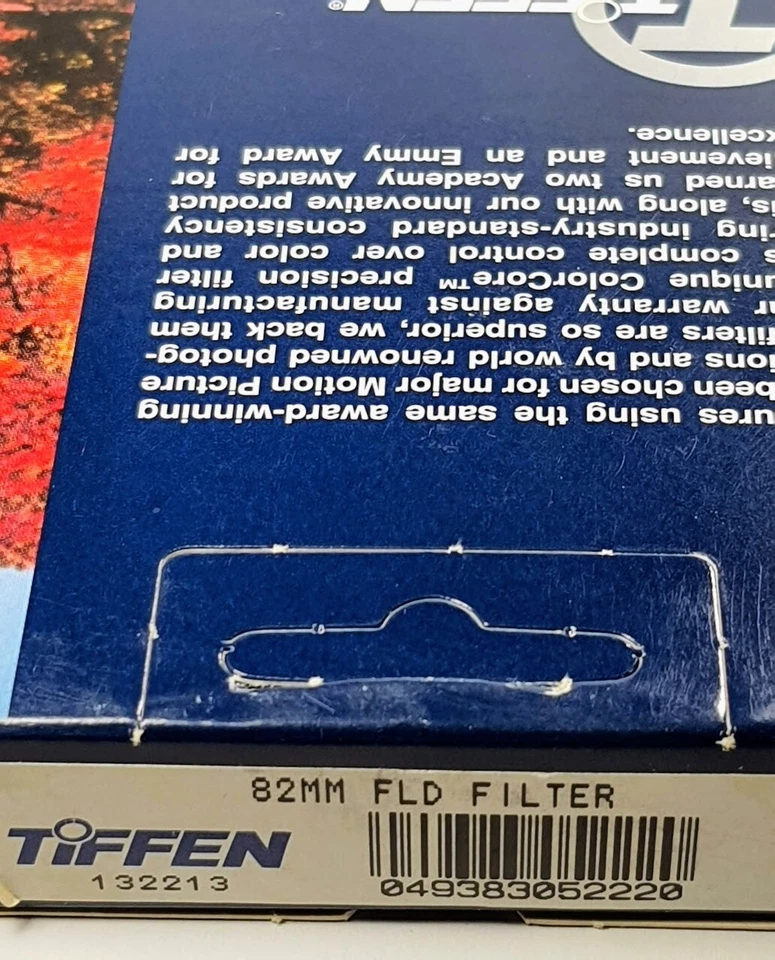 ures using the same award-winning
been chosen for major Motion Picture
ions and by world renowned photog-
filters are so superior, we back them
ar warranty against manufacturing
unique ColorCore™ precision filter
s complete control over color and
ring industry-standard consistency
is, along with our innovative product
arned us two Academy Awards for
ievement and an Emmy Award for
xcellence.
TIFFEN®
82MM FLD FILTER
TIFFEN
132213
049383052220